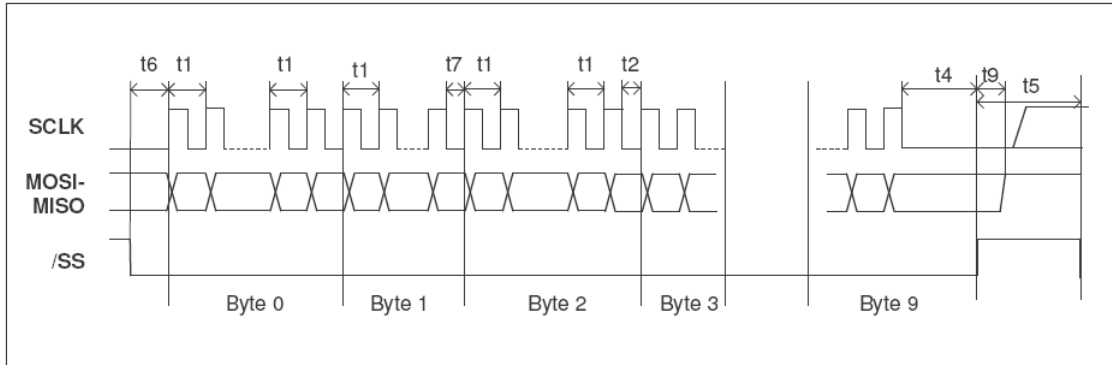 t6 t1 t1 t1 t7 t1 t1 t2 t4 t9 t5
SCLK
MOSI-
MISO
/SS
Byte 0 Byte 1 Byte 2 Byte 3 Byte 9